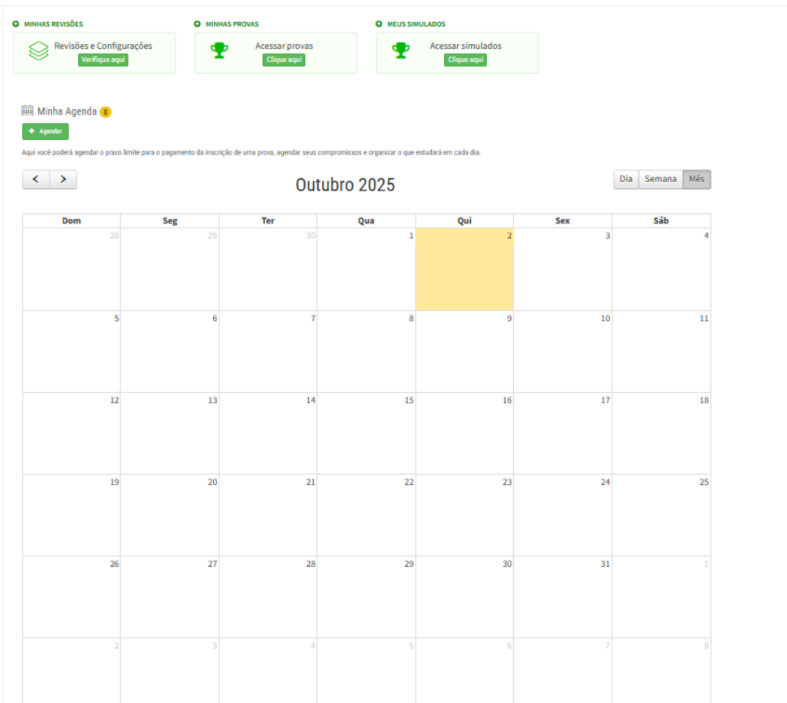 MINHAS REVISÕES MINHAS PROVAS MEUS SIMULADOS
Revisões e Configurações Acessar provas Acessar simulados
Verifique aqui Clique aqui Clique aqui
Minha Agenda 0
+ Agendar
Aqui você poderá agendar o prazo limite para o pagamento da inscrição de uma prova, agendar seus compromissos e organizar o que estudará em cada dia.
< > Outubro 2025 Dia Semana Mês
Dom Seg Ter Qua Qui Sex Sáb
28 29 30 1 2 3 4
5 6 7 8 9 10 11
12 13 14 15 16 17 18
19 20 21 22 23 24 25
26 27 28 29 30 31 1
2 3 4 5 6 7 8